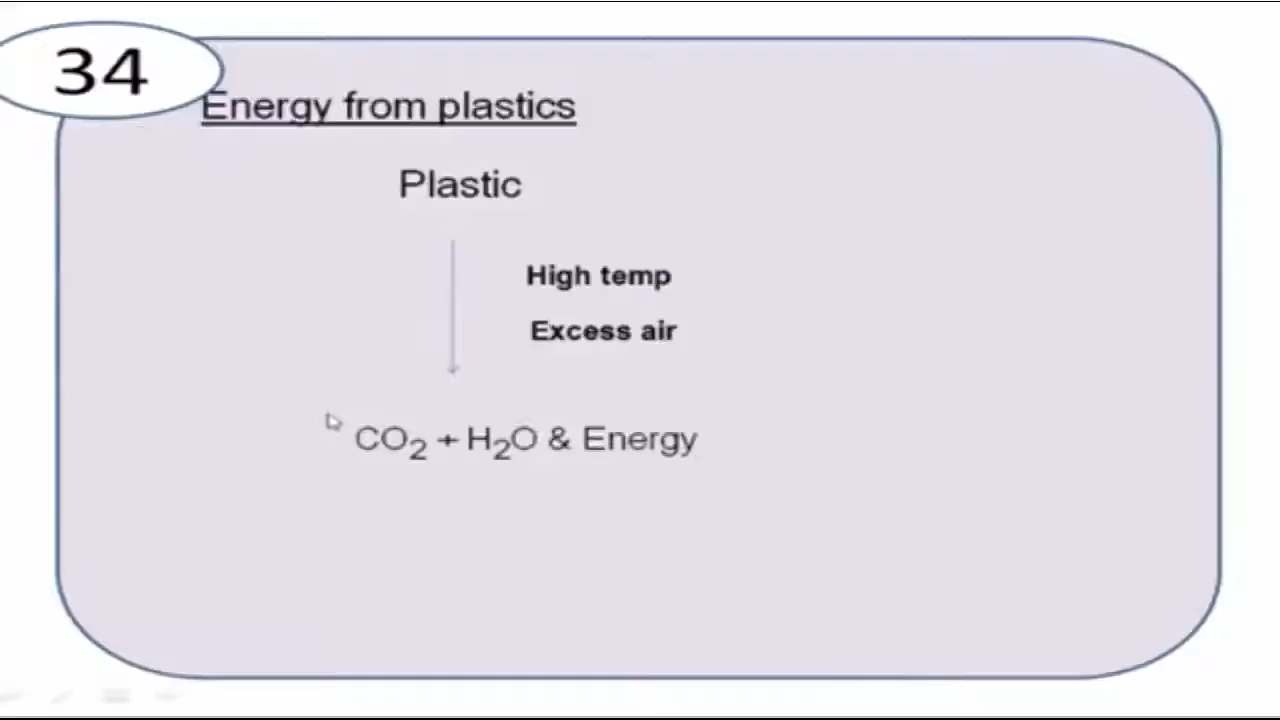 34
Energy from plastics
Plastic
High temp
Excess air
CO₂ + H₂O & Energy